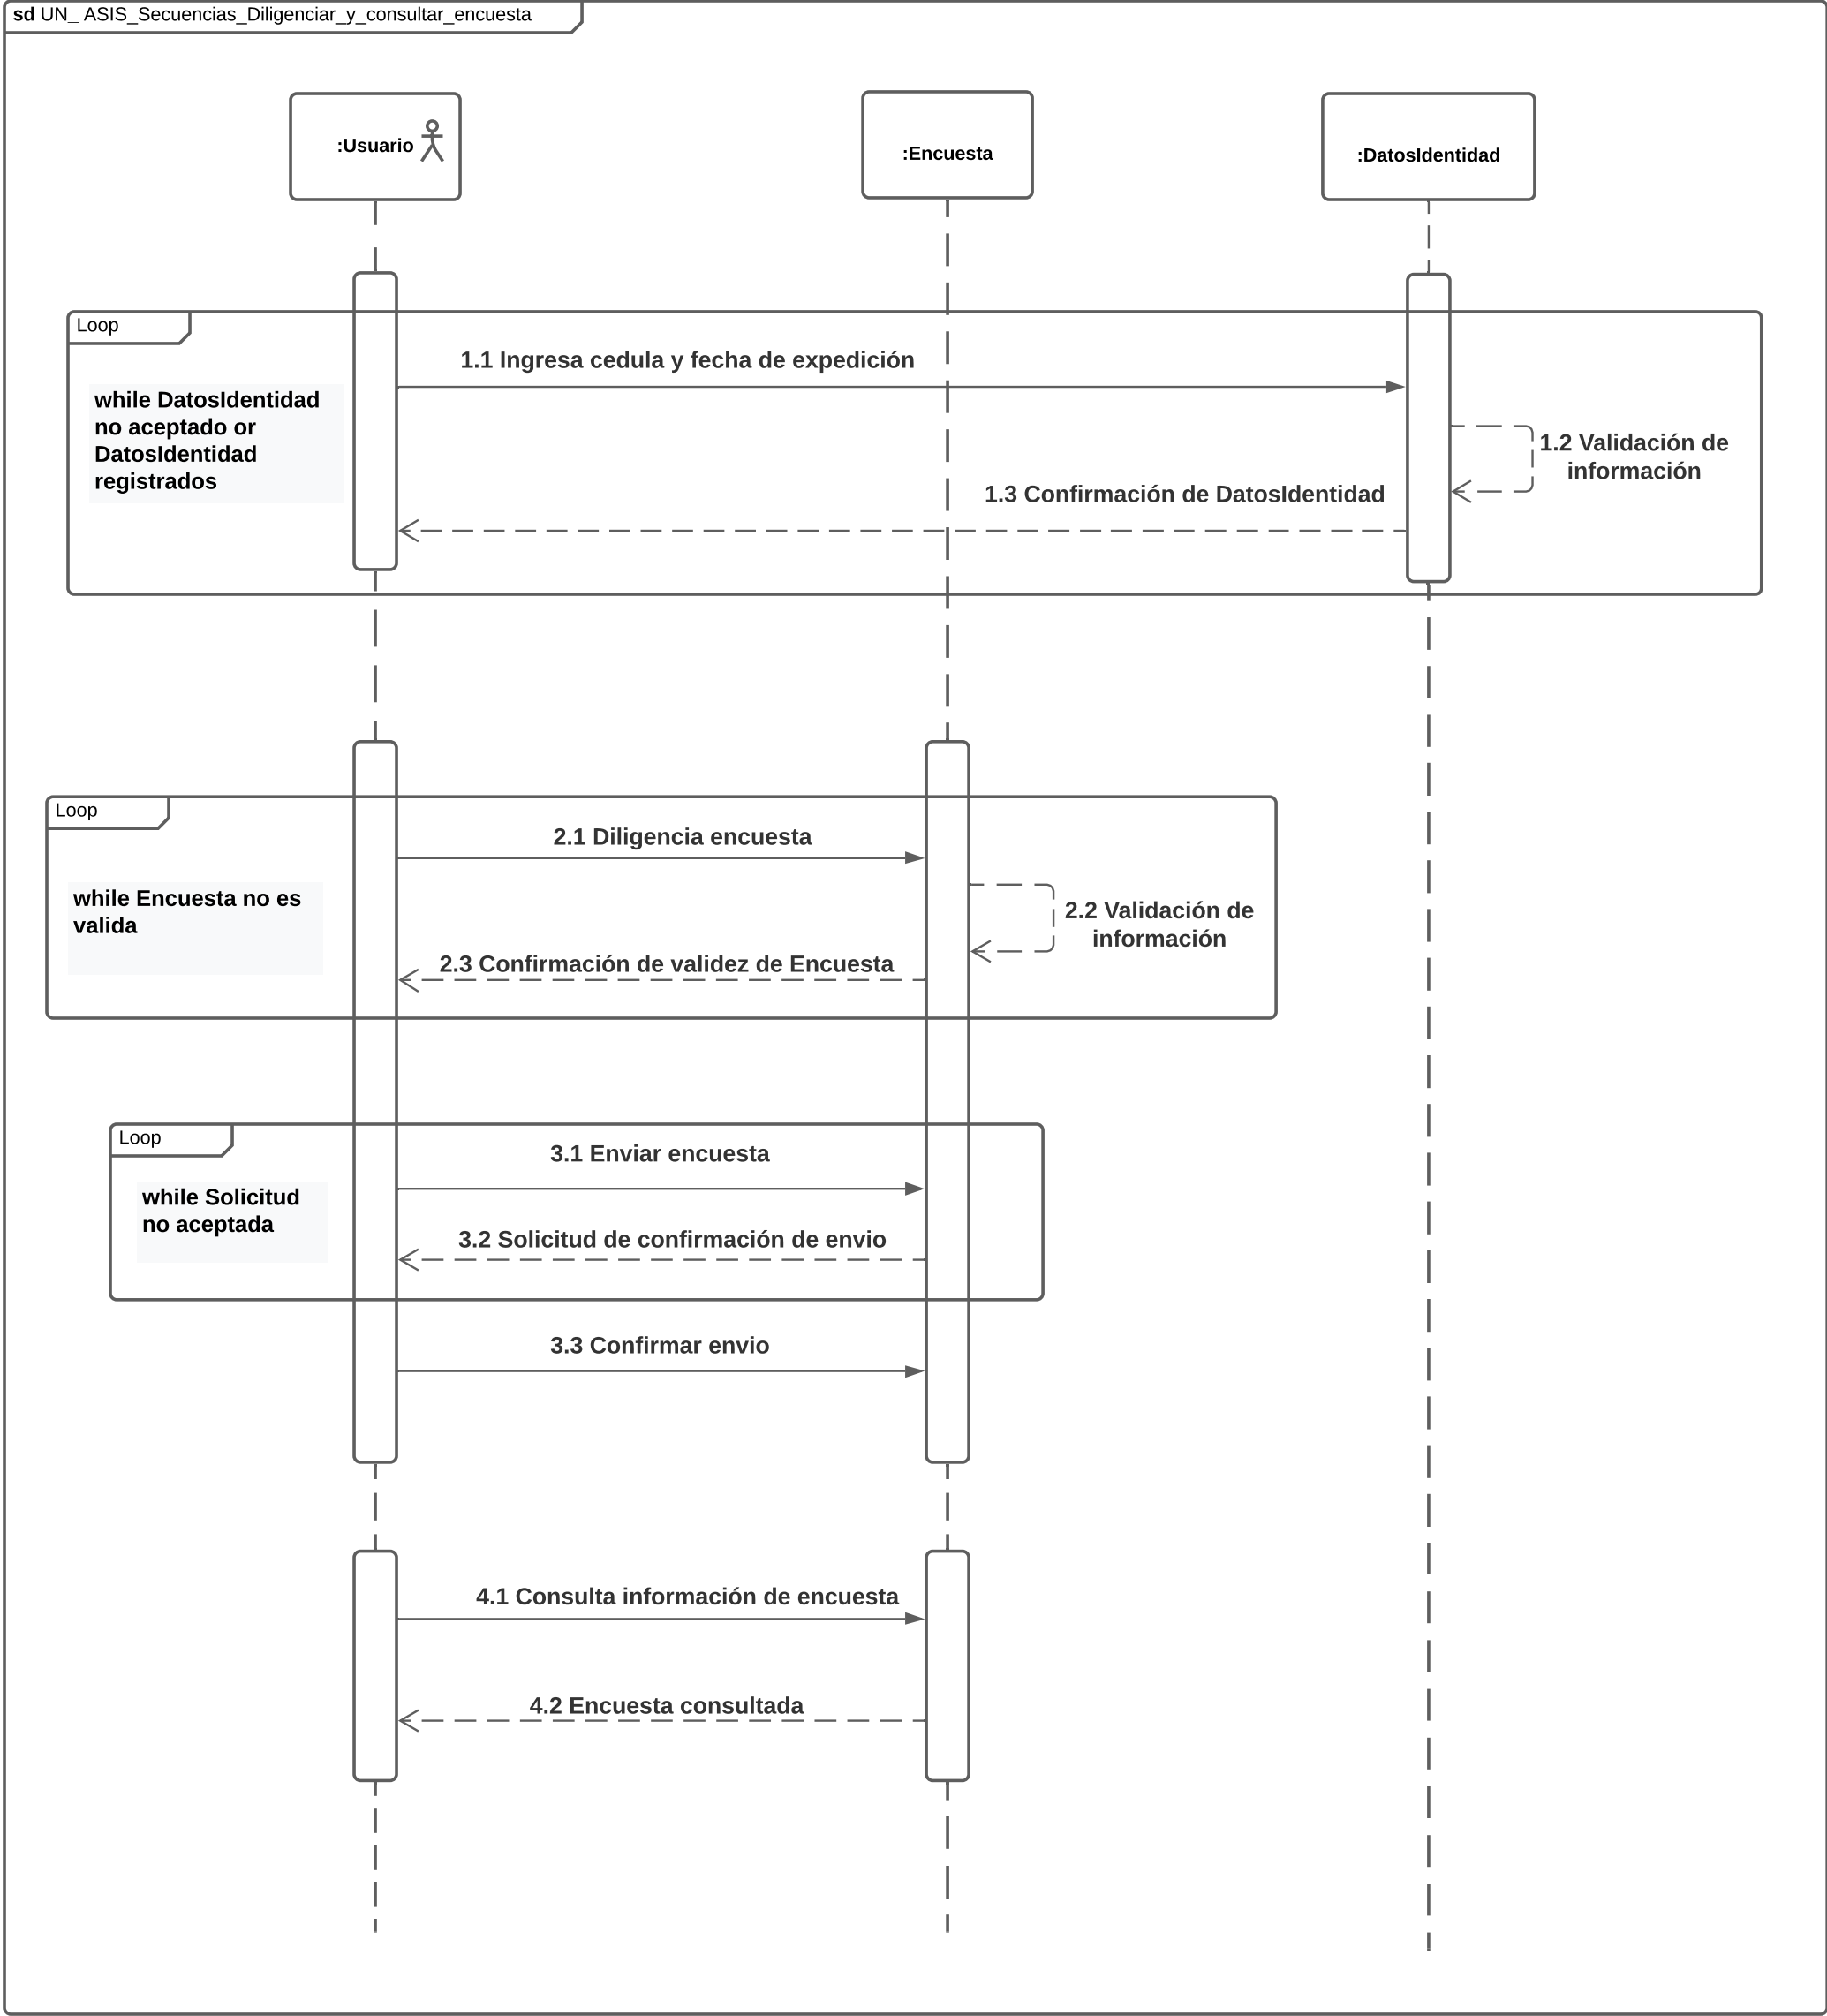 sd UN_ ASIS_Secuencias_Diligenciar_y_consultar_encuesta
:Usuario
:Encuesta
:DatosIdentidad
Loop
1.1 Ingresa cedula y fecha de expedición
while DatosIdentidad
no aceptado or
DatosIdentidad
registrados
1.2 Validación de
información
1.3 Confirmación de DatosIdentidad
Loop
2.1 Diligencia encuesta
while Encuesta no es
valida
2.2 Validación de
información
2.3 Confirmación de validez de Encuesta
Loop
3.1 Enviar encuesta
while Solicitud
no aceptada
3.2 Solicitud de confirmación de envio
3.3 Confirmar envio
4.1 Consulta información de encuesta
4.2 Encuesta consultada